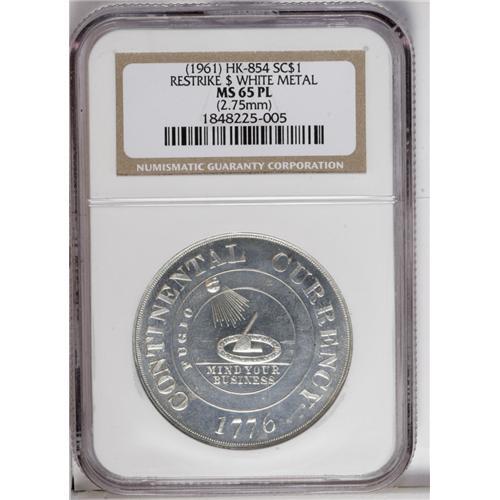 (1961) HK-854 SC$1
RESTRIKE $ WHITE METAL
MS 65 PL
(2.75mm)
1848225-005
NUMISMATIC GUARANTY CORPORATION
CONTINENTAL CURRENCY
FUGIO
MIND YOUR
BUSINESS
1776